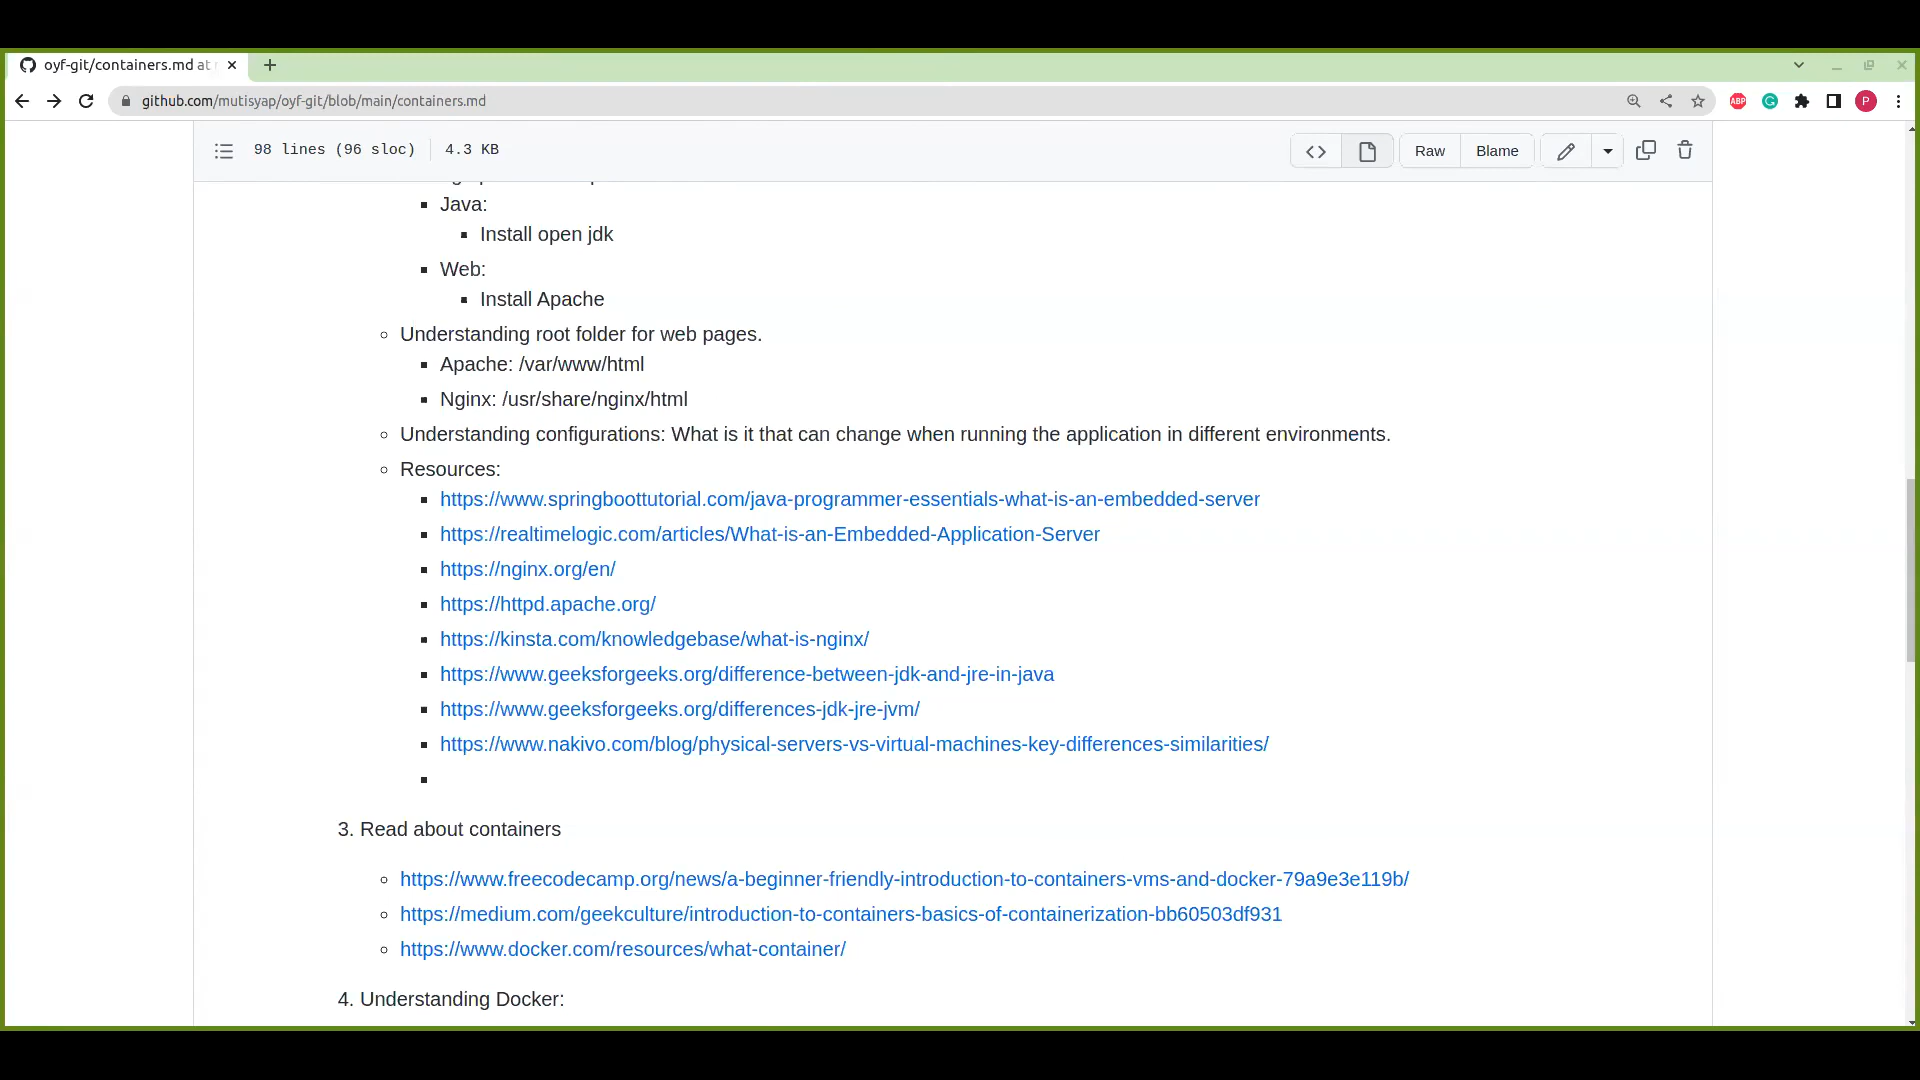 oyf-git/containers.md at
github.com/mutisyap/oyf-git/blob/main/containers.md
ABP
P
98 lines (96 sloc)
4.3 KB
Raw
Blame
Java:
Install open jdk
Web:
Install Apache
Understanding root folder for web pages.
Apache: /var/www/html
Nginx: /usr/share/nginx/html
Understanding configurations: What is it that can change when running the application in different environments.
Resources:
https://www.springboottutorial.com/java-programmer-essentials-what-is-an-embedded-server
https://realtimelogic.com/articles/What-is-an-Embedded-Application-Server
https://nginx.org/en/
https://httpd.apache.org/
https://kinsta.com/knowledgebase/what-is-nginx/
https://www.geeksforgeeks.org/difference-between-jdk-and-jre-in-java
https://www.geeksforgeeks.org/differences-jdk-jre-jvm/
https://www.nakivo.com/blog/physical-servers-vs-virtual-machines-key-differences-similarities/
3. Read about containers
https://www.freecodecamp.org/news/a-beginner-friendly-introduction-to-containers-vms-and-docker-79a9e3e119b/
https://medium.com/geekculture/introduction-to-containers-basics-of-containerization-bb60503df931
https://www.docker.com/resources/what-container/
4. Understanding Docker: